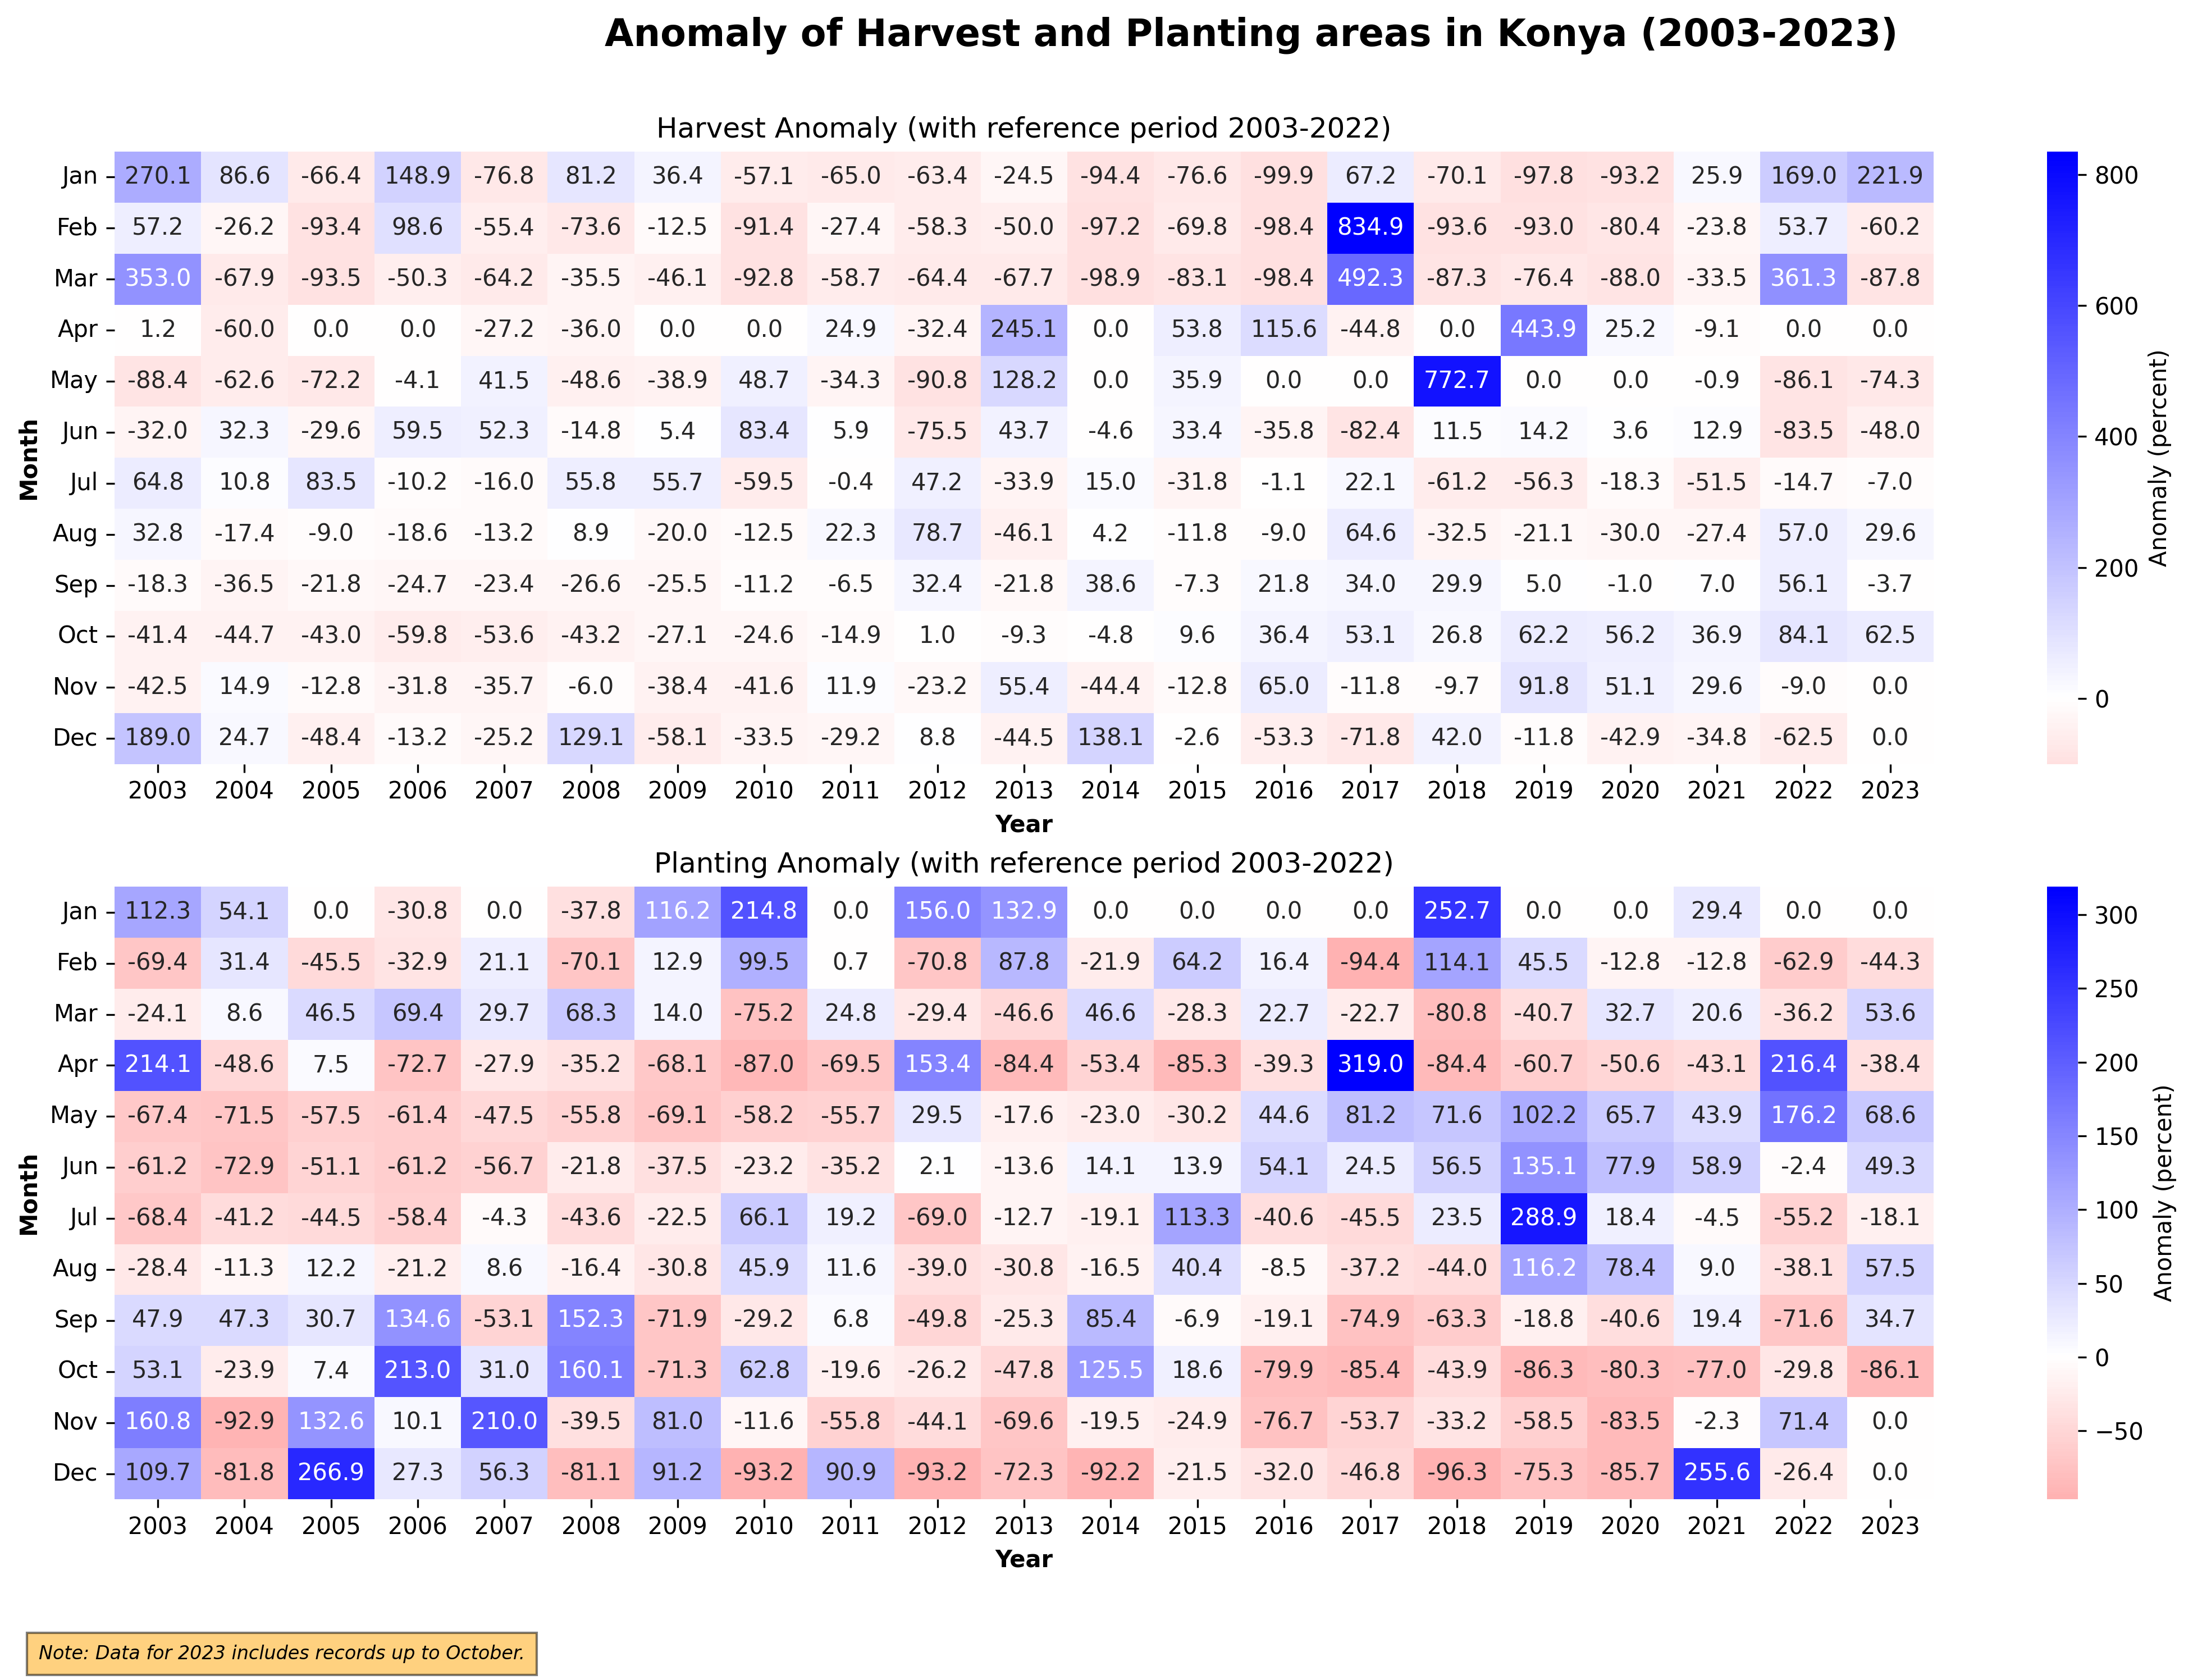 Anomaly of Harvest and Planting areas in Konya (2003-2023)
Harvest Anomaly (with reference period 2003-2022)
Jan 270.1 86.6 -66.4 148.9 -76.8 81.2 36.4 -57.1 -65.0 -63.4 -24.5 -94.4 -76.6 -99.9 67.2 -70.1 -97.8 -93.2 25.9 169.0 221.9
Feb 57.2 -26.2 -93.4 98.6 -55.4 -73.6 -12.5 -91.4 -27.4 -58.3 -50.0 -97.2 -69.8 -98.4 834.9 -93.6 -93.0 -80.4 -23.8 53.7 -60.2
Mar 353.0 -67.9 -93.5 -50.3 -64.2 -35.5 -46.1 -92.8 -58.7 -64.4 -67.7 -98.9 -83.1 -98.4 492.3 -87.3 -76.4 -88.0 -33.5 361.3 -87.8
Apr 1.2 -60.0 0.0 0.0 -27.2 -36.0 0.0 0.0 24.9 -32.4 245.1 0.0 53.8 115.6 -44.8 0.0 443.9 25.2 -9.1 0.0 0.0
May -88.4 -62.6 -72.2 -4.1 41.5 -48.6 -38.9 48.7 -34.3 -90.8 128.2 0.0 35.9 0.0 0.0 772.7 0.0 0.0 -0.9 -86.1 -74.3
Jun -32.0 32.3 -29.6 59.5 52.3 -14.8 5.4 83.4 5.9 -75.5 43.7 -4.6 33.4 -35.8 -82.4 11.5 14.2 3.6 12.9 -83.5 -48.0
Jul 64.8 10.8 83.5 -10.2 -16.0 55.8 55.7 -59.5 -0.4 47.2 -33.9 15.0 -31.8 -1.1 22.1 -61.2 -56.3 -18.3 -51.5 -14.7 -7.0
Aug 32.8 -17.4 -9.0 -18.6 -13.2 8.9 -20.0 -12.5 22.3 78.7 -46.1 4.2 -11.8 -9.0 64.6 -32.5 -21.1 -30.0 -27.4 57.0 29.6
Sep -18.3 -36.5 -21.8 -24.7 -23.4 -26.6 -25.5 -11.2 -6.5 32.4 -21.8 38.6 -7.3 21.8 34.0 29.9 5.0 -1.0 7.0 56.1 -3.7
Oct -41.4 -44.7 -43.0 -59.8 -53.6 -43.2 -27.1 -24.6 -14.9 1.0 -9.3 -4.8 9.6 36.4 53.1 26.8 62.2 56.2 36.9 84.1 62.5
Nov -42.5 14.9 -12.8 -31.8 -35.7 -6.0 -38.4 -41.6 11.9 -23.2 55.4 -44.4 -12.8 65.0 -11.8 -9.7 91.8 51.1 29.6 -9.0 0.0
Dec 189.0 24.7 -48.4 -13.2 -25.2 129.1 -58.1 -33.5 -29.2 8.8 -44.5 138.1 -2.6 -53.3 -71.8 42.0 -11.8 -42.9 -34.8 -62.5 0.0
2003 2004 2005 2006 2007 2008 2009 2010 2011 2012 2013 2014 2015 2016 2017 2018 2019 2020 2021 2022 2023
Month
Year
800
600
400
200
0
Anomaly (percent)
Planting Anomaly (with reference period 2003-2022)
Jan 112.3 54.1 0.0 -30.8 0.0 -37.8 116.2 214.8 0.0 156.0 132.9 0.0 0.0 0.0 0.0 252.7 0.0 0.0 29.4 0.0 0.0
Feb -69.4 31.4 -45.5 -32.9 21.1 -70.1 12.9 99.5 0.7 -70.8 87.8 -21.9 64.2 16.4 -94.4 114.1 45.5 -12.8 -12.8 -62.9 -44.3
Mar -24.1 8.6 46.5 69.4 29.7 68.3 14.0 -75.2 24.8 -29.4 -46.6 46.6 -28.3 22.7 -22.7 -80.8 -40.7 32.7 20.6 -36.2 53.6
Apr 214.1 -48.6 7.5 -72.7 -27.9 -35.2 -68.1 -87.0 -69.5 153.4 -84.4 -53.4 -85.3 -39.3 319.0 -84.4 -60.7 -50.6 -43.1 216.4 -38.4
May -67.4 -71.5 -57.5 -61.4 -47.5 -55.8 -69.1 -58.2 -55.7 29.5 -17.6 -23.0 -30.2 44.6 81.2 71.6 102.2 65.7 43.9 176.2 68.6
Jun -61.2 -72.9 -51.1 -61.2 -56.7 -21.8 -37.5 -23.2 -35.2 2.1 -13.6 14.1 13.9 54.1 24.5 56.5 135.1 77.9 58.9 -2.4 49.3
Jul -68.4 -41.2 -44.5 -58.4 -4.3 -43.6 -22.5 66.1 19.2 -69.0 -12.7 -19.1 113.3 -40.6 -45.5 23.5 288.9 18.4 -4.5 -55.2 -18.1
Aug -28.4 -11.3 12.2 -21.2 8.6 -16.4 -30.8 45.9 11.6 -39.0 -30.8 -16.5 40.4 -8.5 -37.2 -44.0 116.2 78.4 9.0 -38.1 57.5
Sep 47.9 47.3 30.7 134.6 -53.1 152.3 -71.9 -29.2 6.8 -49.8 -25.3 85.4 -6.9 -19.1 -74.9 -63.3 -18.8 -40.6 19.4 -71.6 34.7
Oct 53.1 -23.9 7.4 213.0 31.0 160.1 -71.3 62.8 -19.6 -26.2 -47.8 125.5 18.6 -79.9 -85.4 -43.9 -86.3 -80.3 -77.0 -29.8 -86.1
Nov 160.8 -92.9 132.6 10.1 210.0 -39.5 81.0 -11.6 -55.8 -44.1 -69.6 -19.5 -24.9 -76.7 -53.7 -33.2 -58.5 -83.5 -2.3 71.4 0.0
Dec 109.7 -81.8 266.9 27.3 56.3 -81.1 91.2 -93.2 90.9 -93.2 -72.3 -92.2 -21.5 -32.0 -46.8 -96.3 -75.3 -85.7 255.6 -26.4 0.0
2003 2004 2005 2006 2007 2008 2009 2010 2011 2012 2013 2014 2015 2016 2017 2018 2019 2020 2021 2022 2023
Month
Year
300
250
200
150
100
50
0
−50
Anomaly (percent)
Note: Data for 2023 includes records up to October.